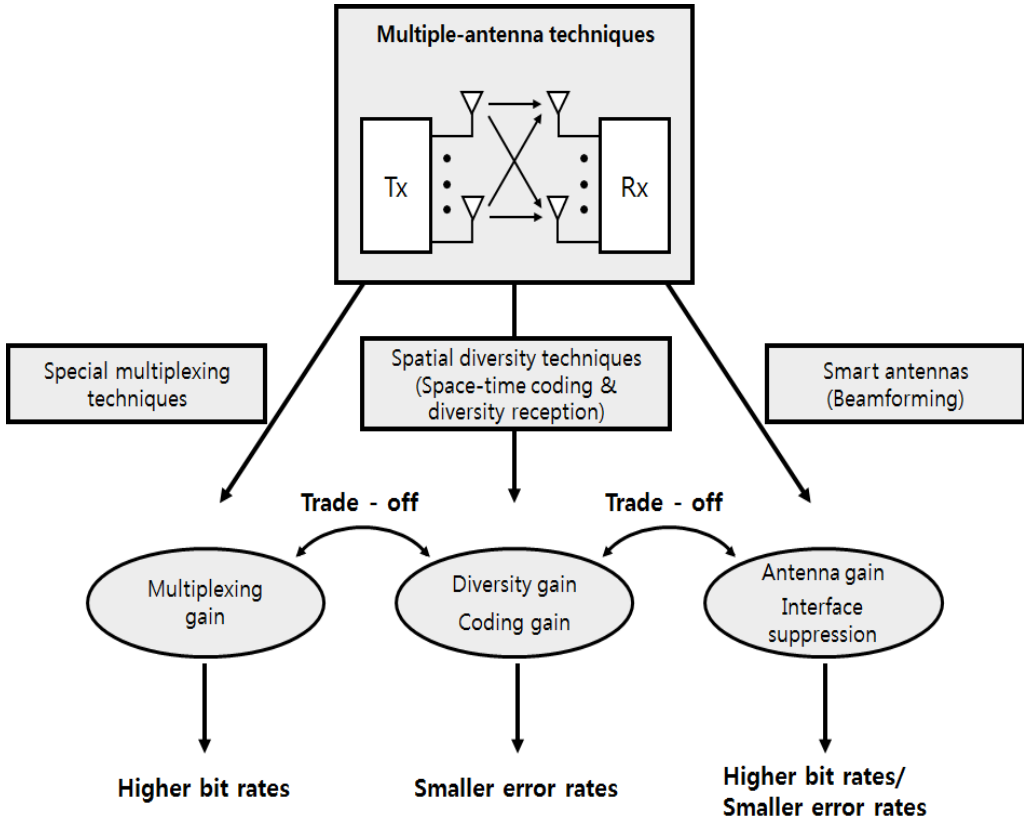 Multiple-antenna techniques
Tx
Rx
Special multiplexing
techniques
Spatial diversity techniques
(Space-time coding &
diversity reception)
Smart antennas
(Beamforming)
Trade - off
Trade - off
Multiplexing
gain
Diversity gain
Coding gain
Antenna gain
Interface
suppression
Higher bit rates
Smaller error rates
Higher bit rates/
Smaller error rates